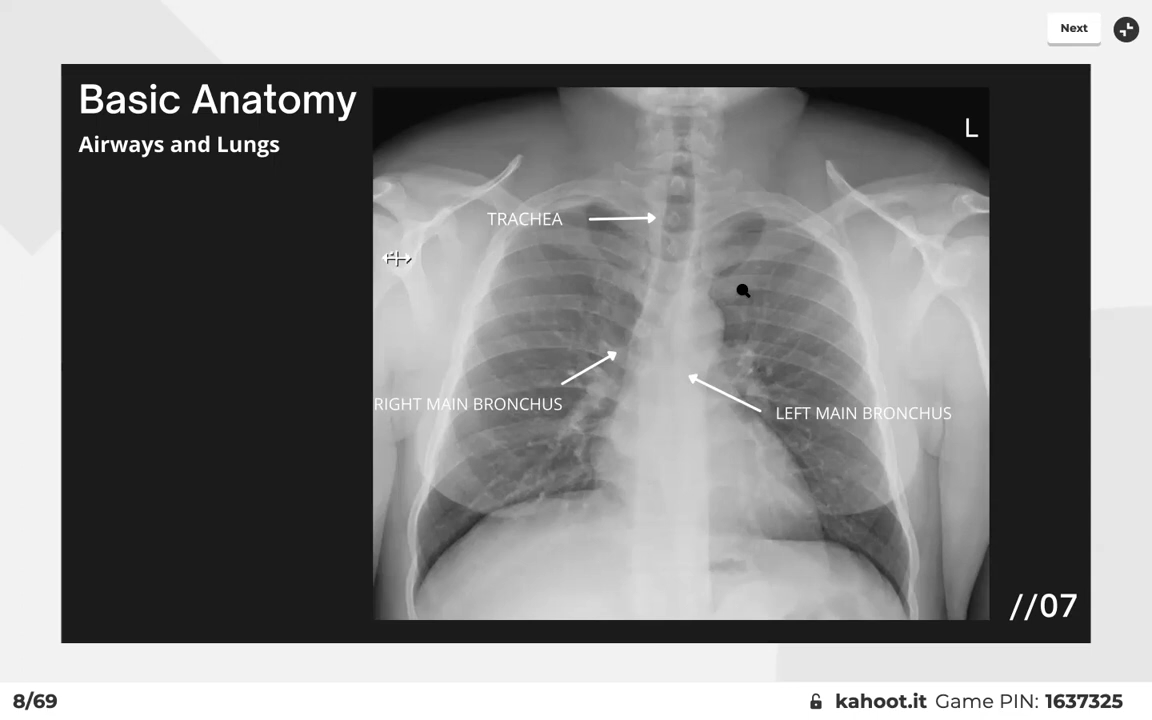 Next
Basic Anatomy
Airways and Lungs
L
TRACHEA
RIGHT MAIN BRONCHUS
LEFT MAIN BRONCHUS
//07
8/69
kahoot.it Game PIN: 1637325